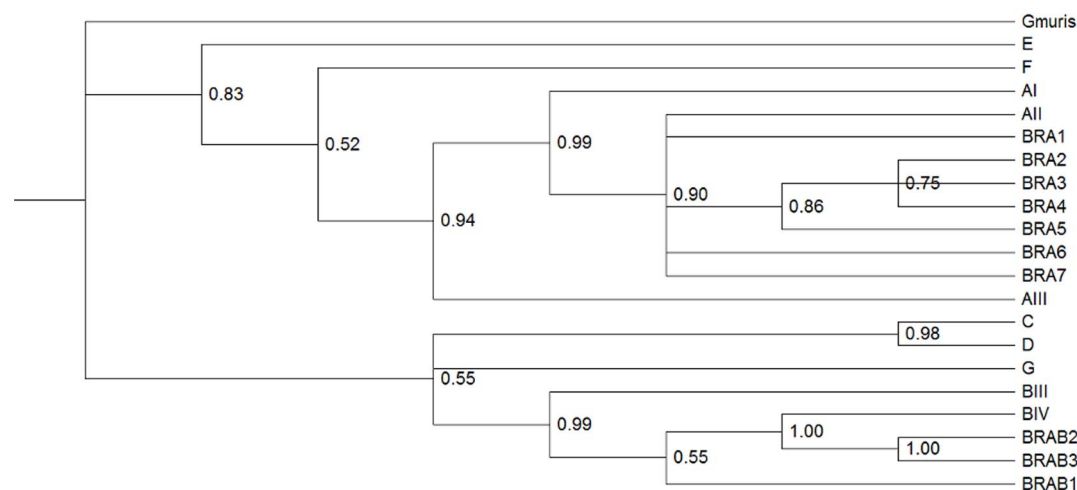 Gmuris
E
F
AI
AII
BRA1
BRA2
BRA3
BRA4
BRA5
BRA6
BRA7
AIII
C
D
G
BIII
BIV
BRAB2
BRAB3
BRAB1
0.83
0.52
0.99
0.90
0.75
0.86
0.94
0.98
0.55
0.99
1.00
1.00
0.55